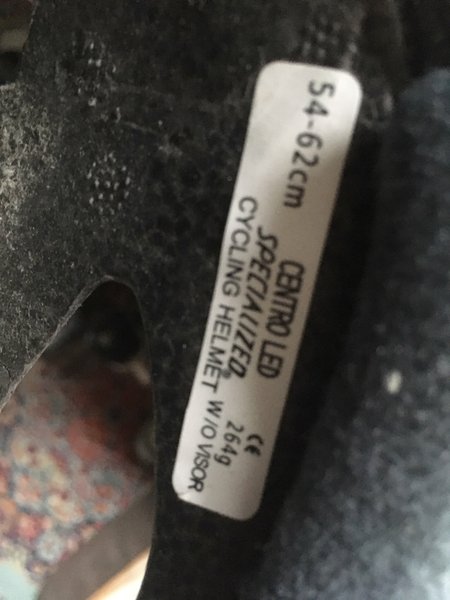 54-62cm
CENTRO LED
SPECIALIZED
CYCLING HELMET W/O VISOR
264g
CE